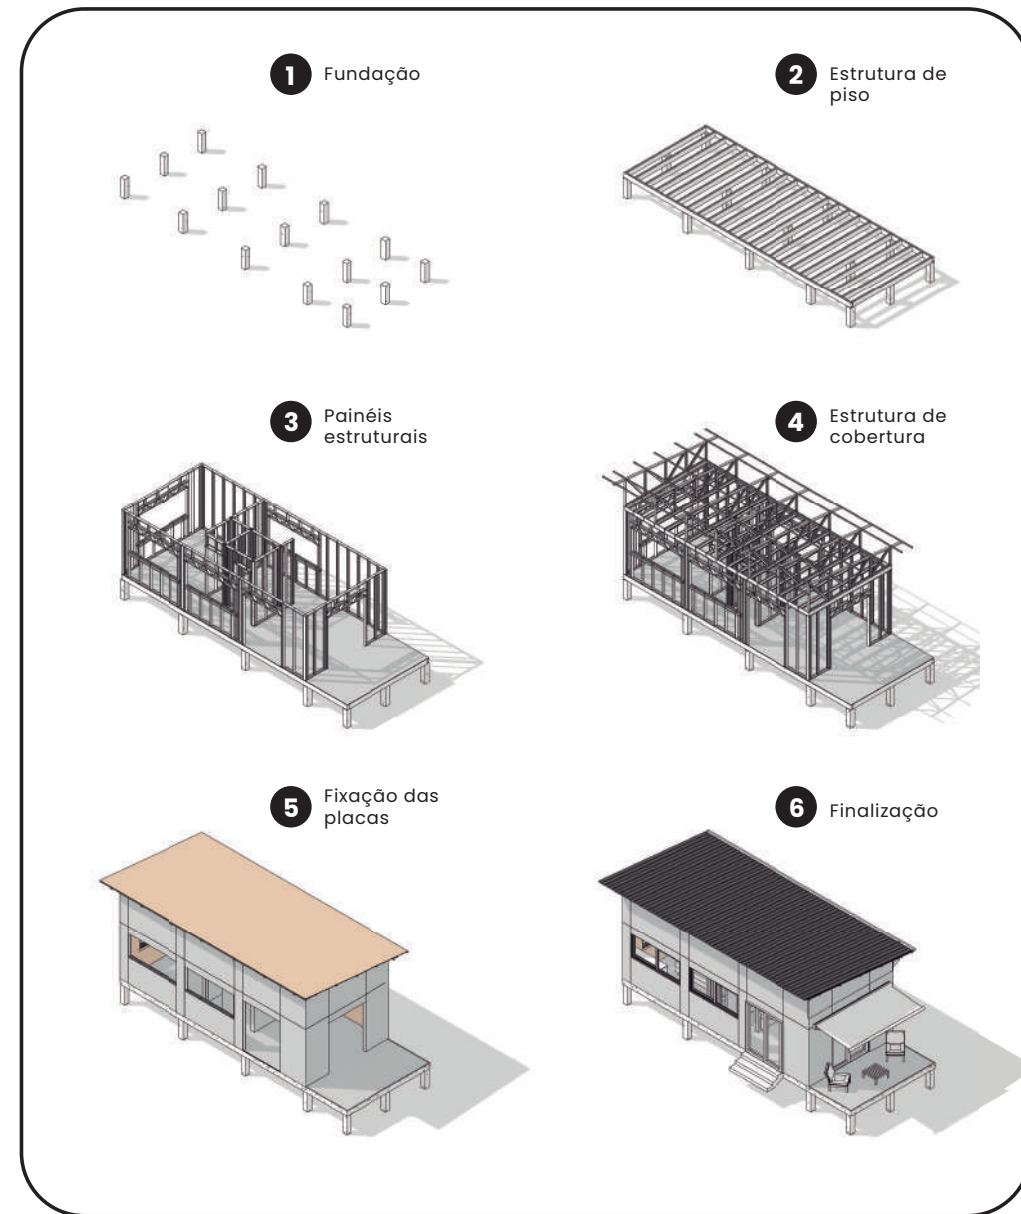 1 Fundação
2 Estrutura de
piso
3 Painéis
estruturais
4 Estrutura de
cobertura
5 Fixação das
placas
6 Finalização